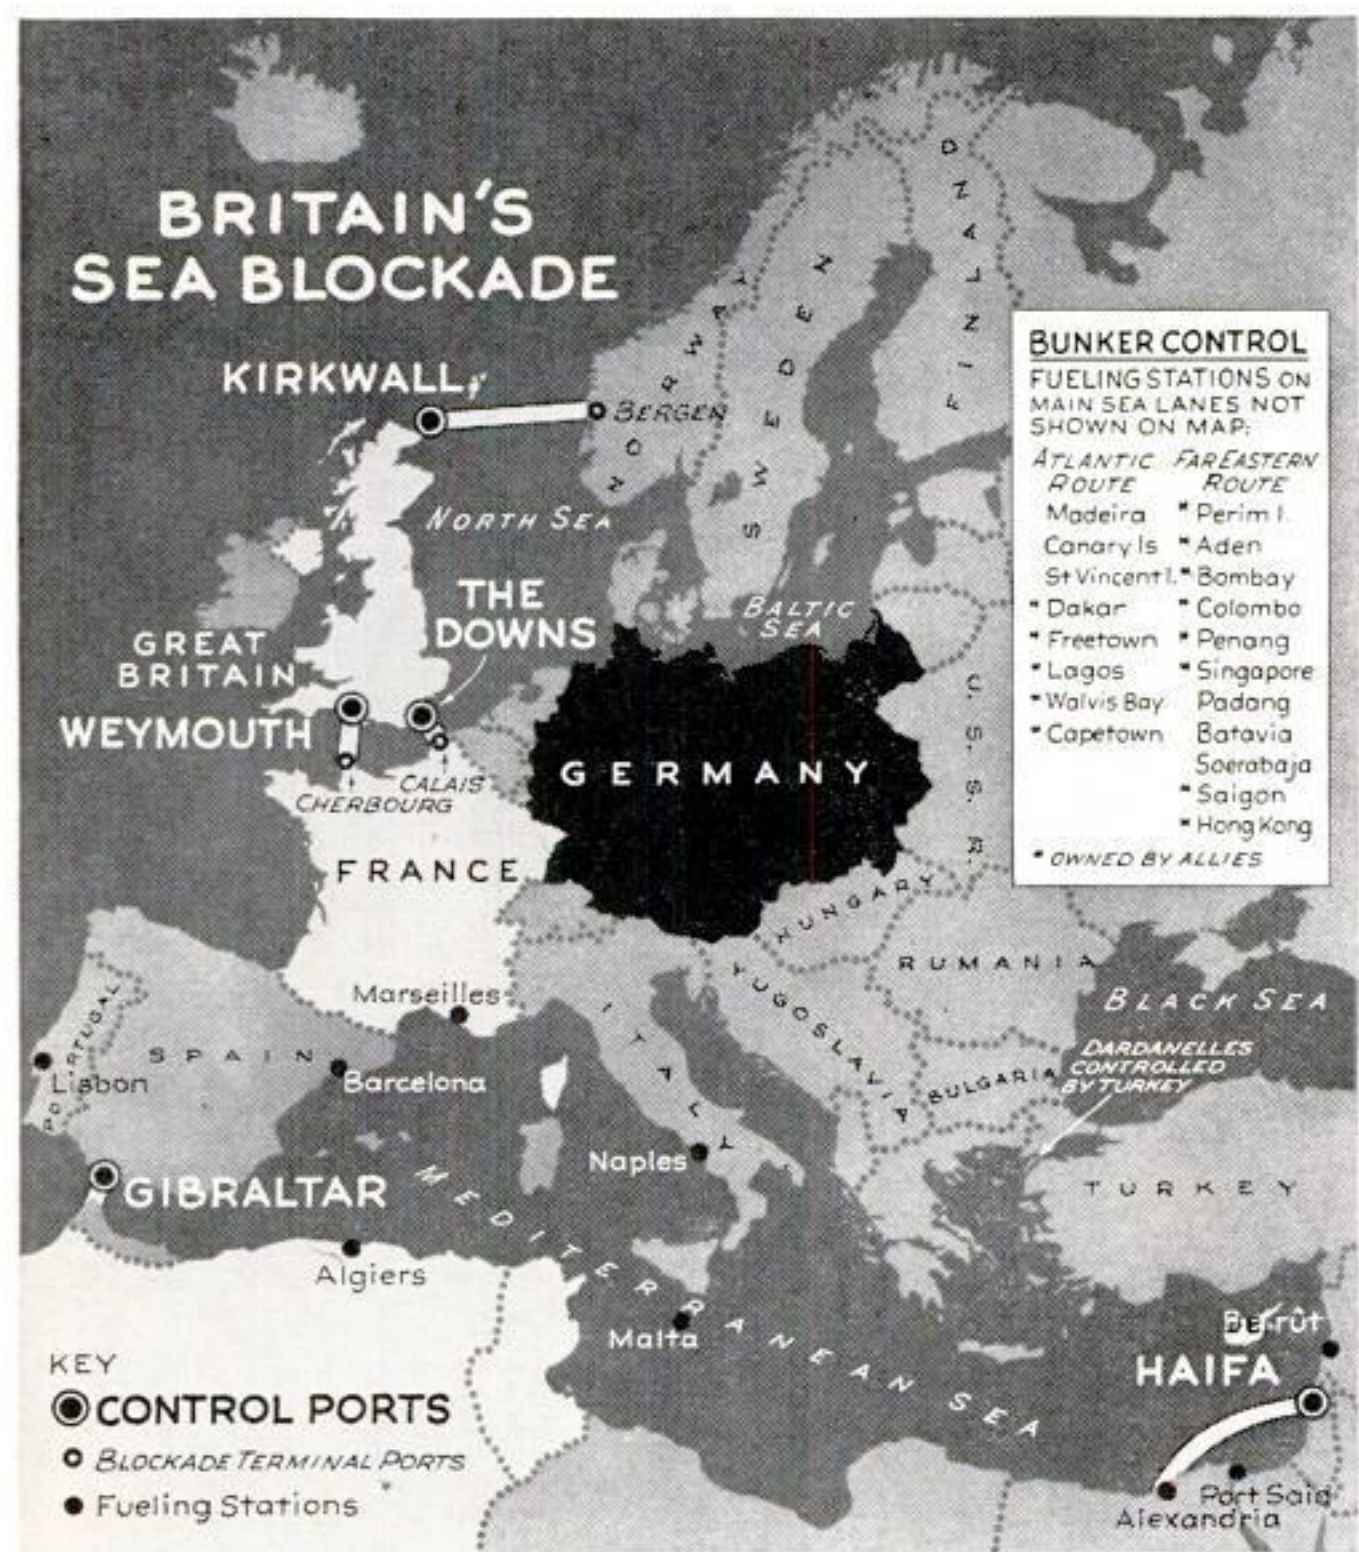 BRITAIN'S
SEA BLOCKADE
KIRKWALL
BERGEN
NORWAY
SWEDEN
FINLAND
NORTH SEA
THE
DOWNS
BALTIC
SEA
GREAT
BRITAIN
WEYMOUTH
CALAIS
CHERBOURG
GERMANY
U.S.S.R.
FRANCE
HUNGARY
RUMANIA
YUGOSLAVIA
BULGARIA
BLACK SEA
DARDANELLES
CONTROLLED
BY TURKEY
Marseilles
ITALY
PORTUGAL
SPAIN
Lisbon
Barcelona
Naples
TURKEY
GIBRALTAR
MEDITERRANEAN SEA
Algiers
Malta
Beirût
HAIFA
Port Said
Alexandria
BUNKER CONTROL
FUELING STATIONS ON
MAIN SEA LANES NOT
SHOWN ON MAP:
ATLANTIC
ROUTE
Madeira
Canary Is
St Vincent I.
* Dakar
* Freetown
* Lagos
* Walvis Bay
* Capetown
FAR EASTERN
ROUTE
* Perim I.
* Aden
* Bombay
* Colombo
* Penang
* Singapore
Padang
Batavia
Soerabaja
* Saigon
* Hong Kong
* OWNED BY ALLIES
KEY
CONTROL PORTS
BLOCKADE TERMINAL PORTS
Fueling Stations